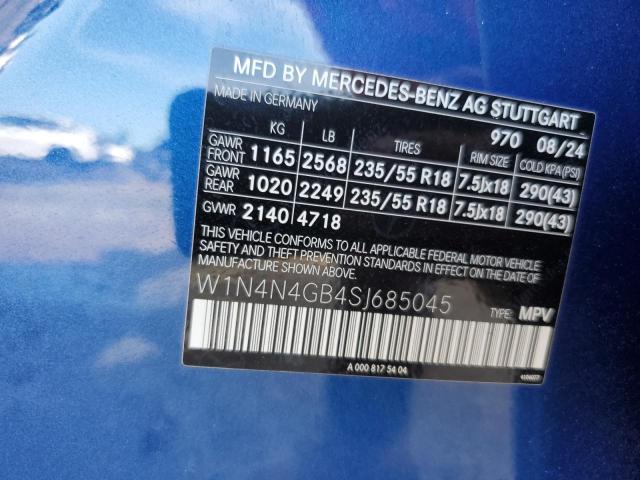 MFD BY MERCEDES-BENZ AG STUTTGART
MADE IN GERMANY 970 08/24
KG LB TIRES RIM SIZE COLD KPA(PSI)
GAWR FRONT 1165 2568 235/55 R18 7.5Jx18 290(43)
GAWR REAR 1020 2249 235/55 R18 7.5Jx18 290(43)
GVWR 2140 4718
THIS VEHICLE CONFORMS TO ALL APPLICABLE FEDERAL MOTOR VEHICLE
SAFETY AND THEFT PREVENTION STANDARDS IN EFFECT ON THE DATE OF
MANUFACTURE SHOWN ABOVE.
W1N4N4GB4SJ685045 TYPE: MPV
A 000 817 54 04